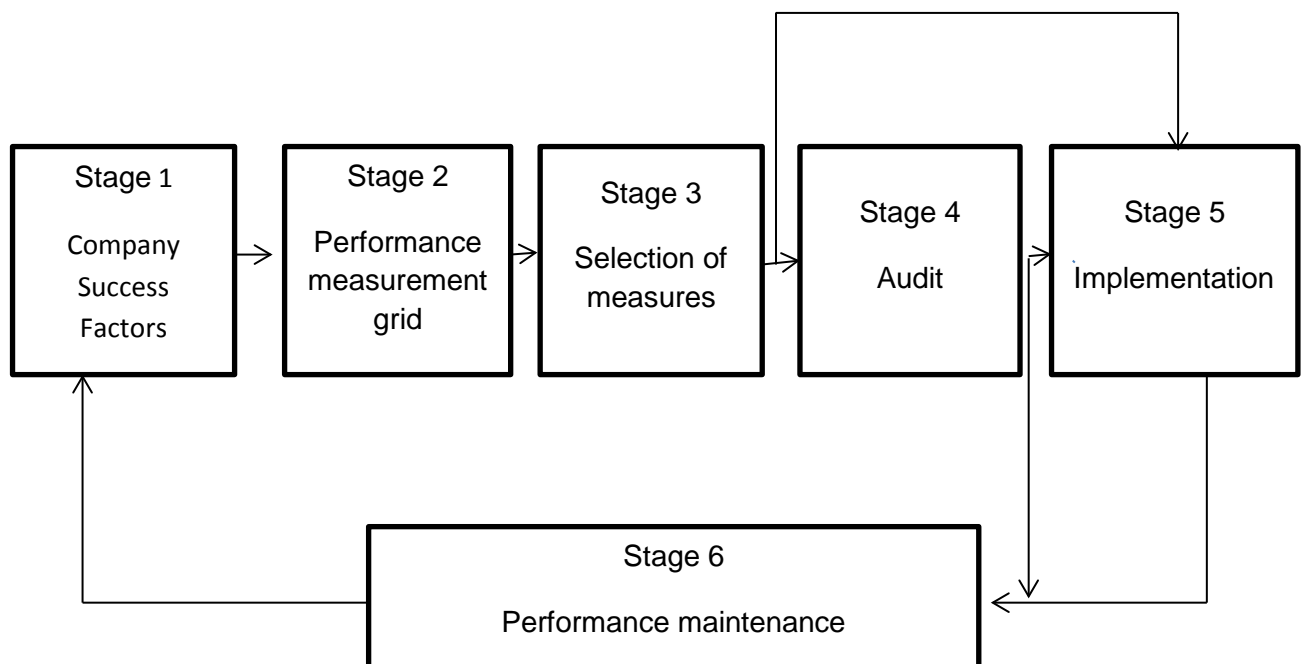 Stage 1
Company
Success
Factors
Stage 2
Performance
measurement
grid
Stage 3
Selection of
measures
Stage 4
Audit
Stage 5
Implementation
Stage 6
Performance maintenance